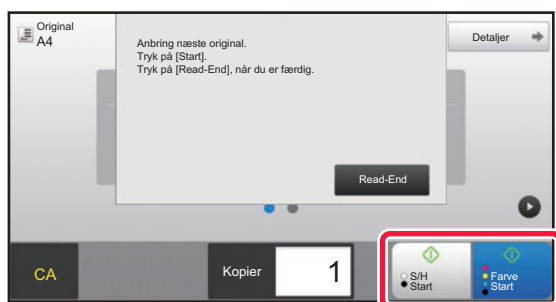 Original
A4
Anbring næste original.
Tryk på [Start].
Tryk på [Read-End], når du er færdig.
Detaljer
Read-End
CA
Kopier
1
S/H
Start
Farve
Start